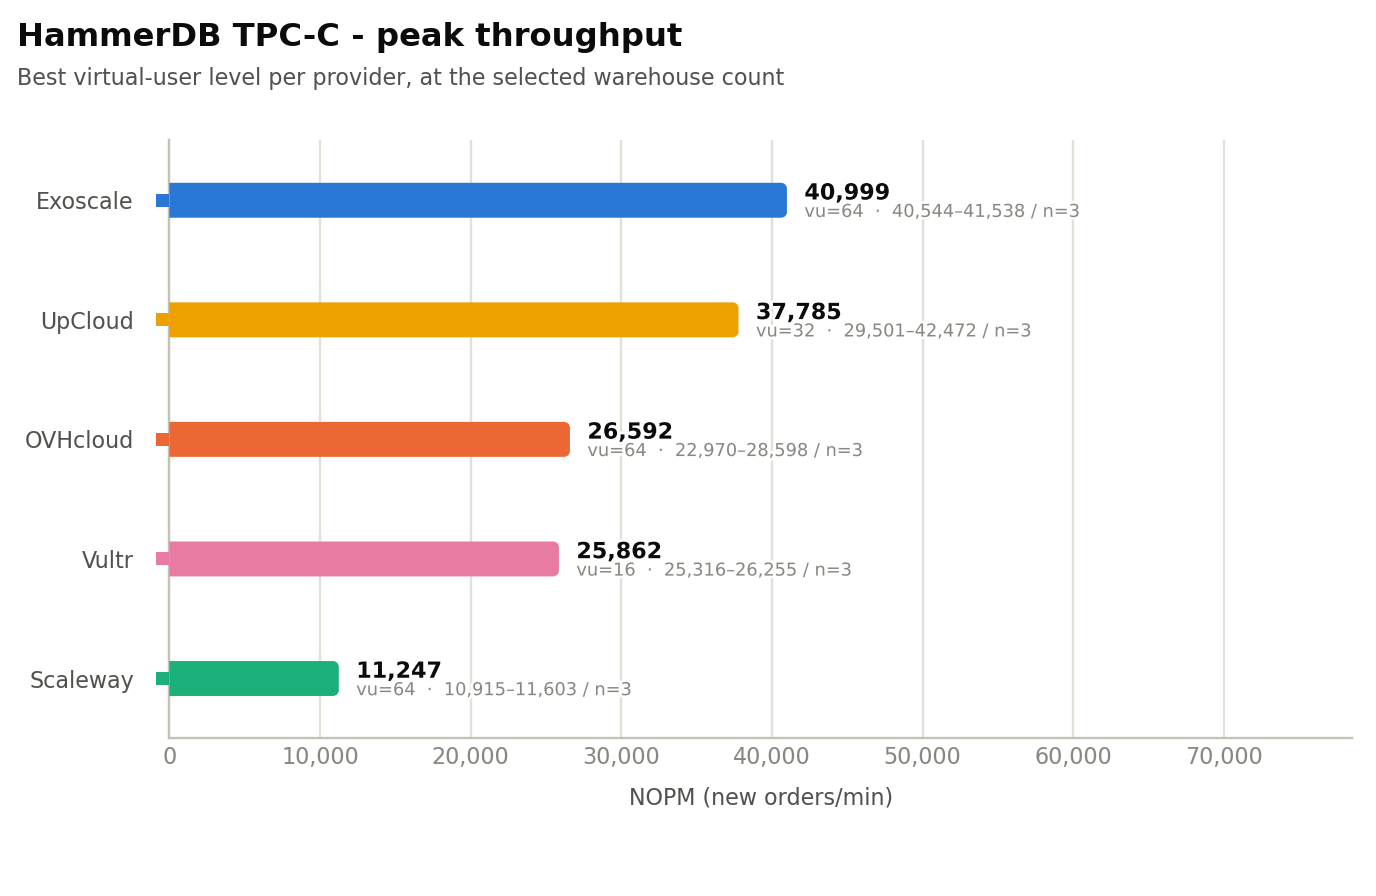 HammerDB TPC-C - peak throughput
Best virtual-user level per provider, at the selected warehouse count
Exoscale
40,999
vu=64 · 40,544–41,538 / n=3
UpCloud
37,785
vu=32 · 29,501–42,472 / n=3
OVHcloud
26,592
vu=64 · 22,970–28,598 / n=3
Vultr
25,862
vu=16 · 25,316–26,255 / n=3
Scaleway
11,247
vu=64 · 10,915–11,603 / n=3
0 10,000 20,000 30,000 40,000 50,000 60,000 70,000
NOPM (new orders/min)